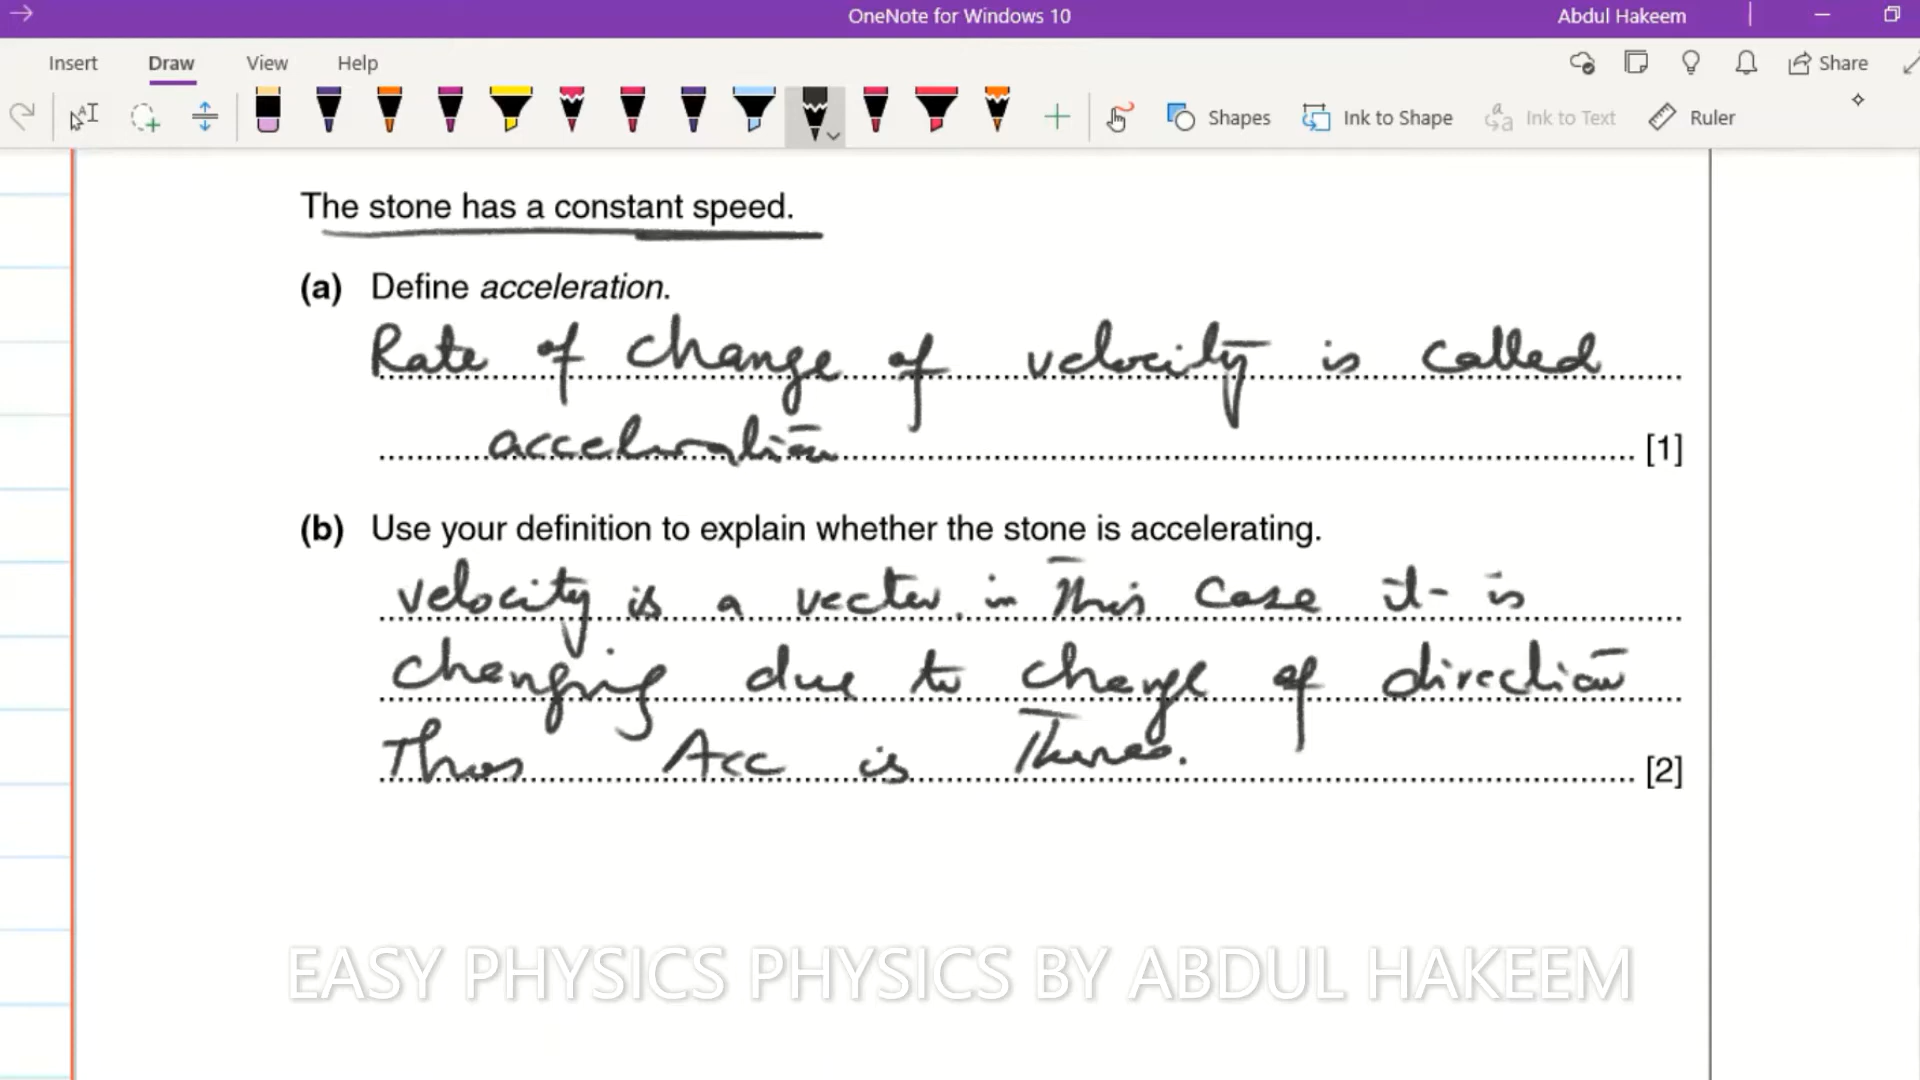 OneNote for Windows 10
Abdul Hakeem
Insert Draw View Help
Share
Shapes Ink to Shape Ink to Text Ruler
The stone has a constant speed.
(a) Define acceleration.
Rate of change of velocity is called
acceleration [1]
(b) Use your definition to explain whether the stone is accelerating.
velocity is a vector. in this case it is
changing due to change of direction
Thus Acc is There. [2]
EASY PHYSICS PHYSICS BY ABDUL HAKEEM